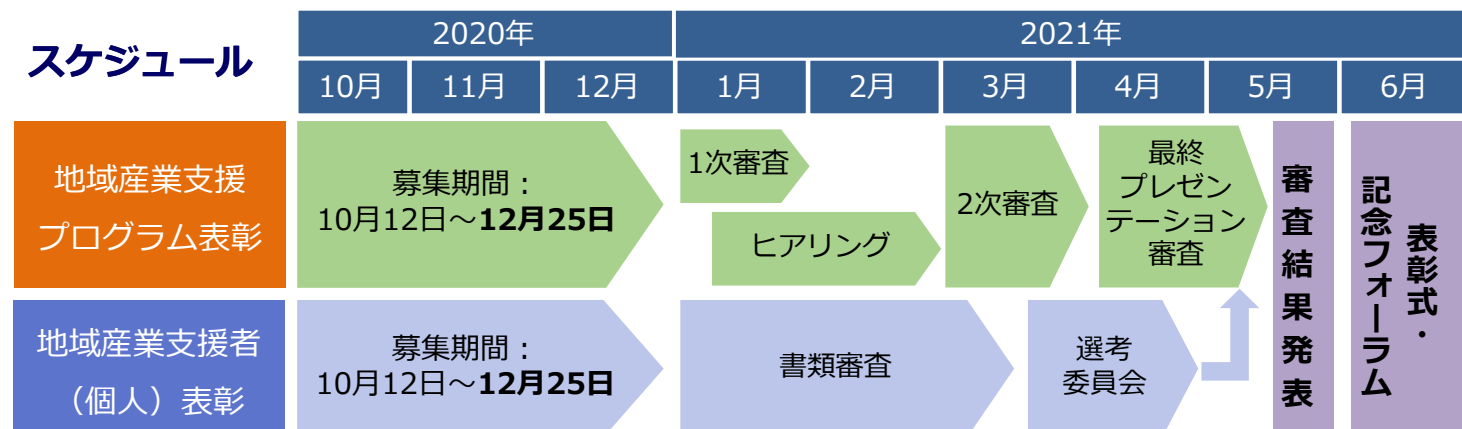 スケジュール
2020年
2021年
10月
11月
12月
1月
2月
3月
4月
5月
6月
地域産業支援
プログラム表彰
募集期間：
10月12日～12月25日
1次審査
ヒアリング
2次審査
最終
プレゼン
テーション
審査
地域産業支援者
（個人）表彰
募集期間：
10月12日～12月25日
書類審査
選考
委員会
審査結果発表
表彰式・
記念フォーラム